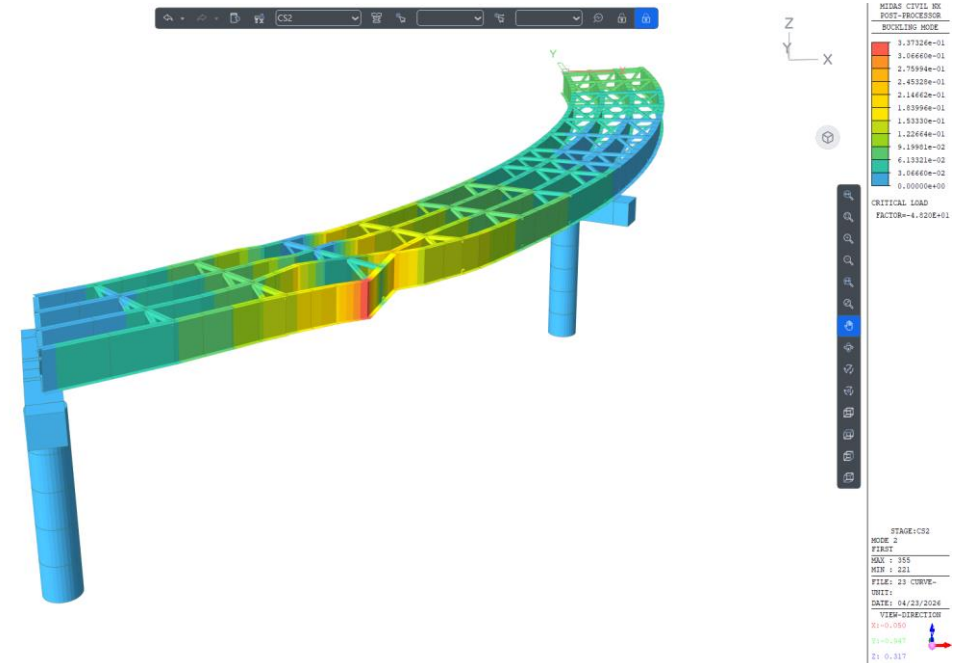 CS2
Z
Y
X
Y
MIDAS CIVIL NX
POST-PROCESSOR
BUCKLING MODE
3.37326e-01
3.06660e-01
2.75994e-01
2.45328e-01
2.14662e-01
1.83996e-01
1.53330e-01
1.22664e-01
9.19981e-02
6.13321e-02
3.06660e-02
0.00000e+00
CRITICAL LOAD
FACTOR=-4.820E+01
STAGE:CS2
MODE 2
FIRST
MAX : 355
MIN : 221
FILE: 23 CURVE~
UNIT:
DATE: 04/23/2026
VIEW-DIRECTION
X:-0.050
Z: 0.317